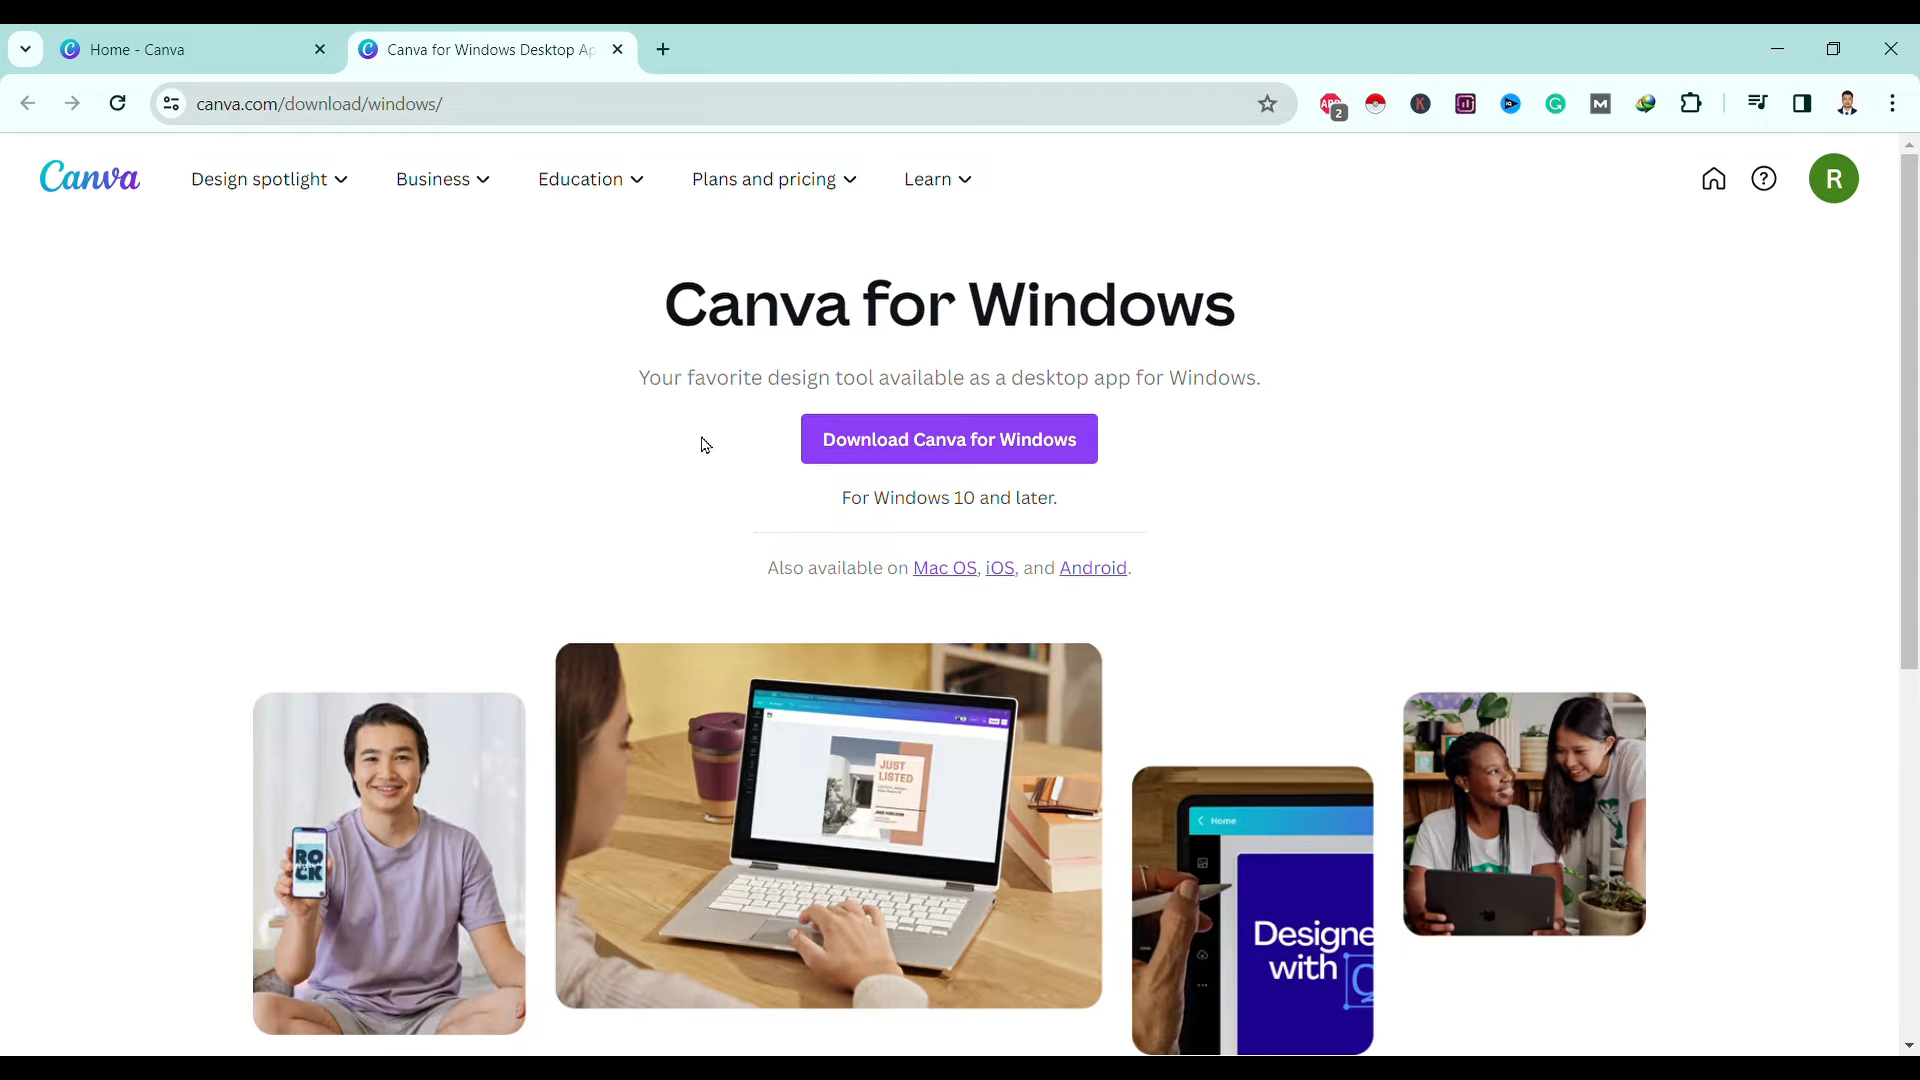 Home - Canva
Canva for Windows Desktop Ap
canva.com/download/windows/
2
Canva
Design spotlight
Business
Education
Plans and pricing
Learn
R
Canva for Windows
Your favorite design tool available as a desktop app for Windows.
Download Canva for Windows
For Windows 10 and later.
Also available on Mac OS, iOS, and Android.
JUST
LISTED
Home
Designe
with